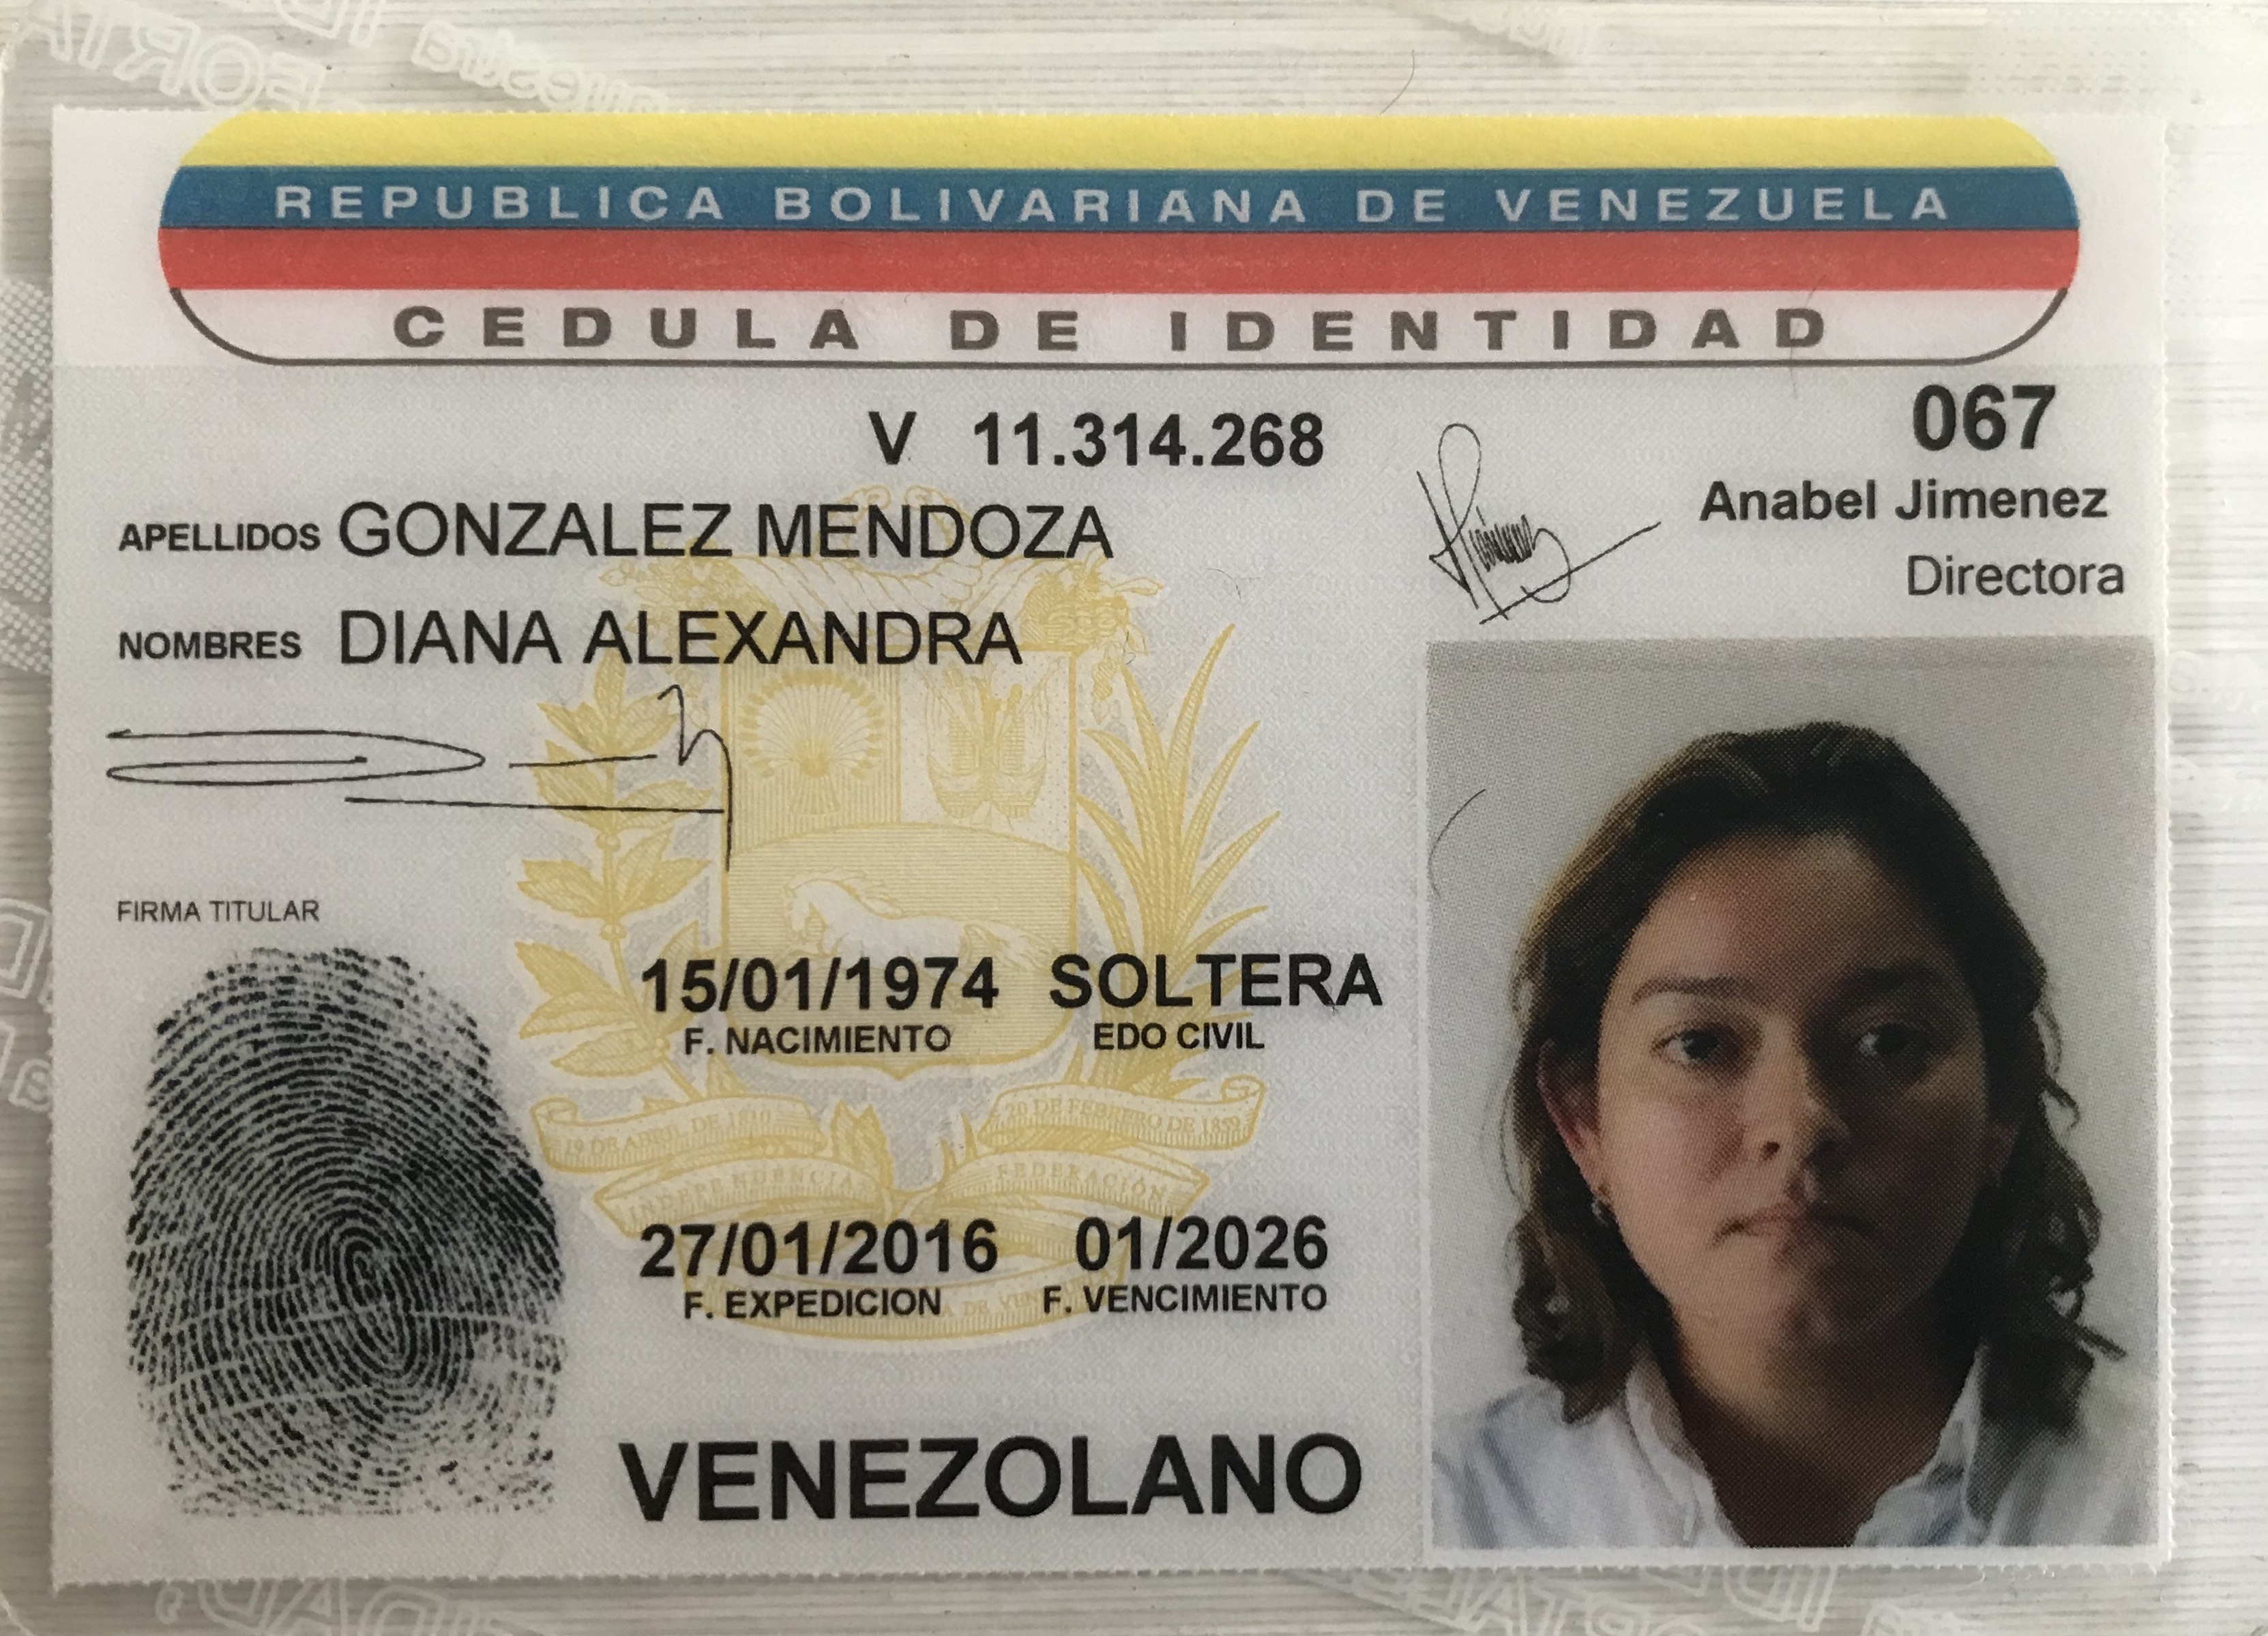 REPUBLICA BOLIVARIANA DE VENEZUELA
CEDULA DE IDENTIDAD
V 11.314.268
067
Anabel Jimenez
Directora
APELLIDOS GONZALEZ MENDOZA
NOMBRES DIANA ALEXANDRA
FIRMA TITULAR
15/01/1974 SOLTERA
F. NACIMIENTO EDO CIVIL
19 DE ABRIL DE 1810 20 DE FEBRERO DE 1859
INDEPENDENCIA FEDERACIÓN
27/01/2016 01/2026
F. EXPEDICION F. VENCIMIENTO
VENEZOLANO